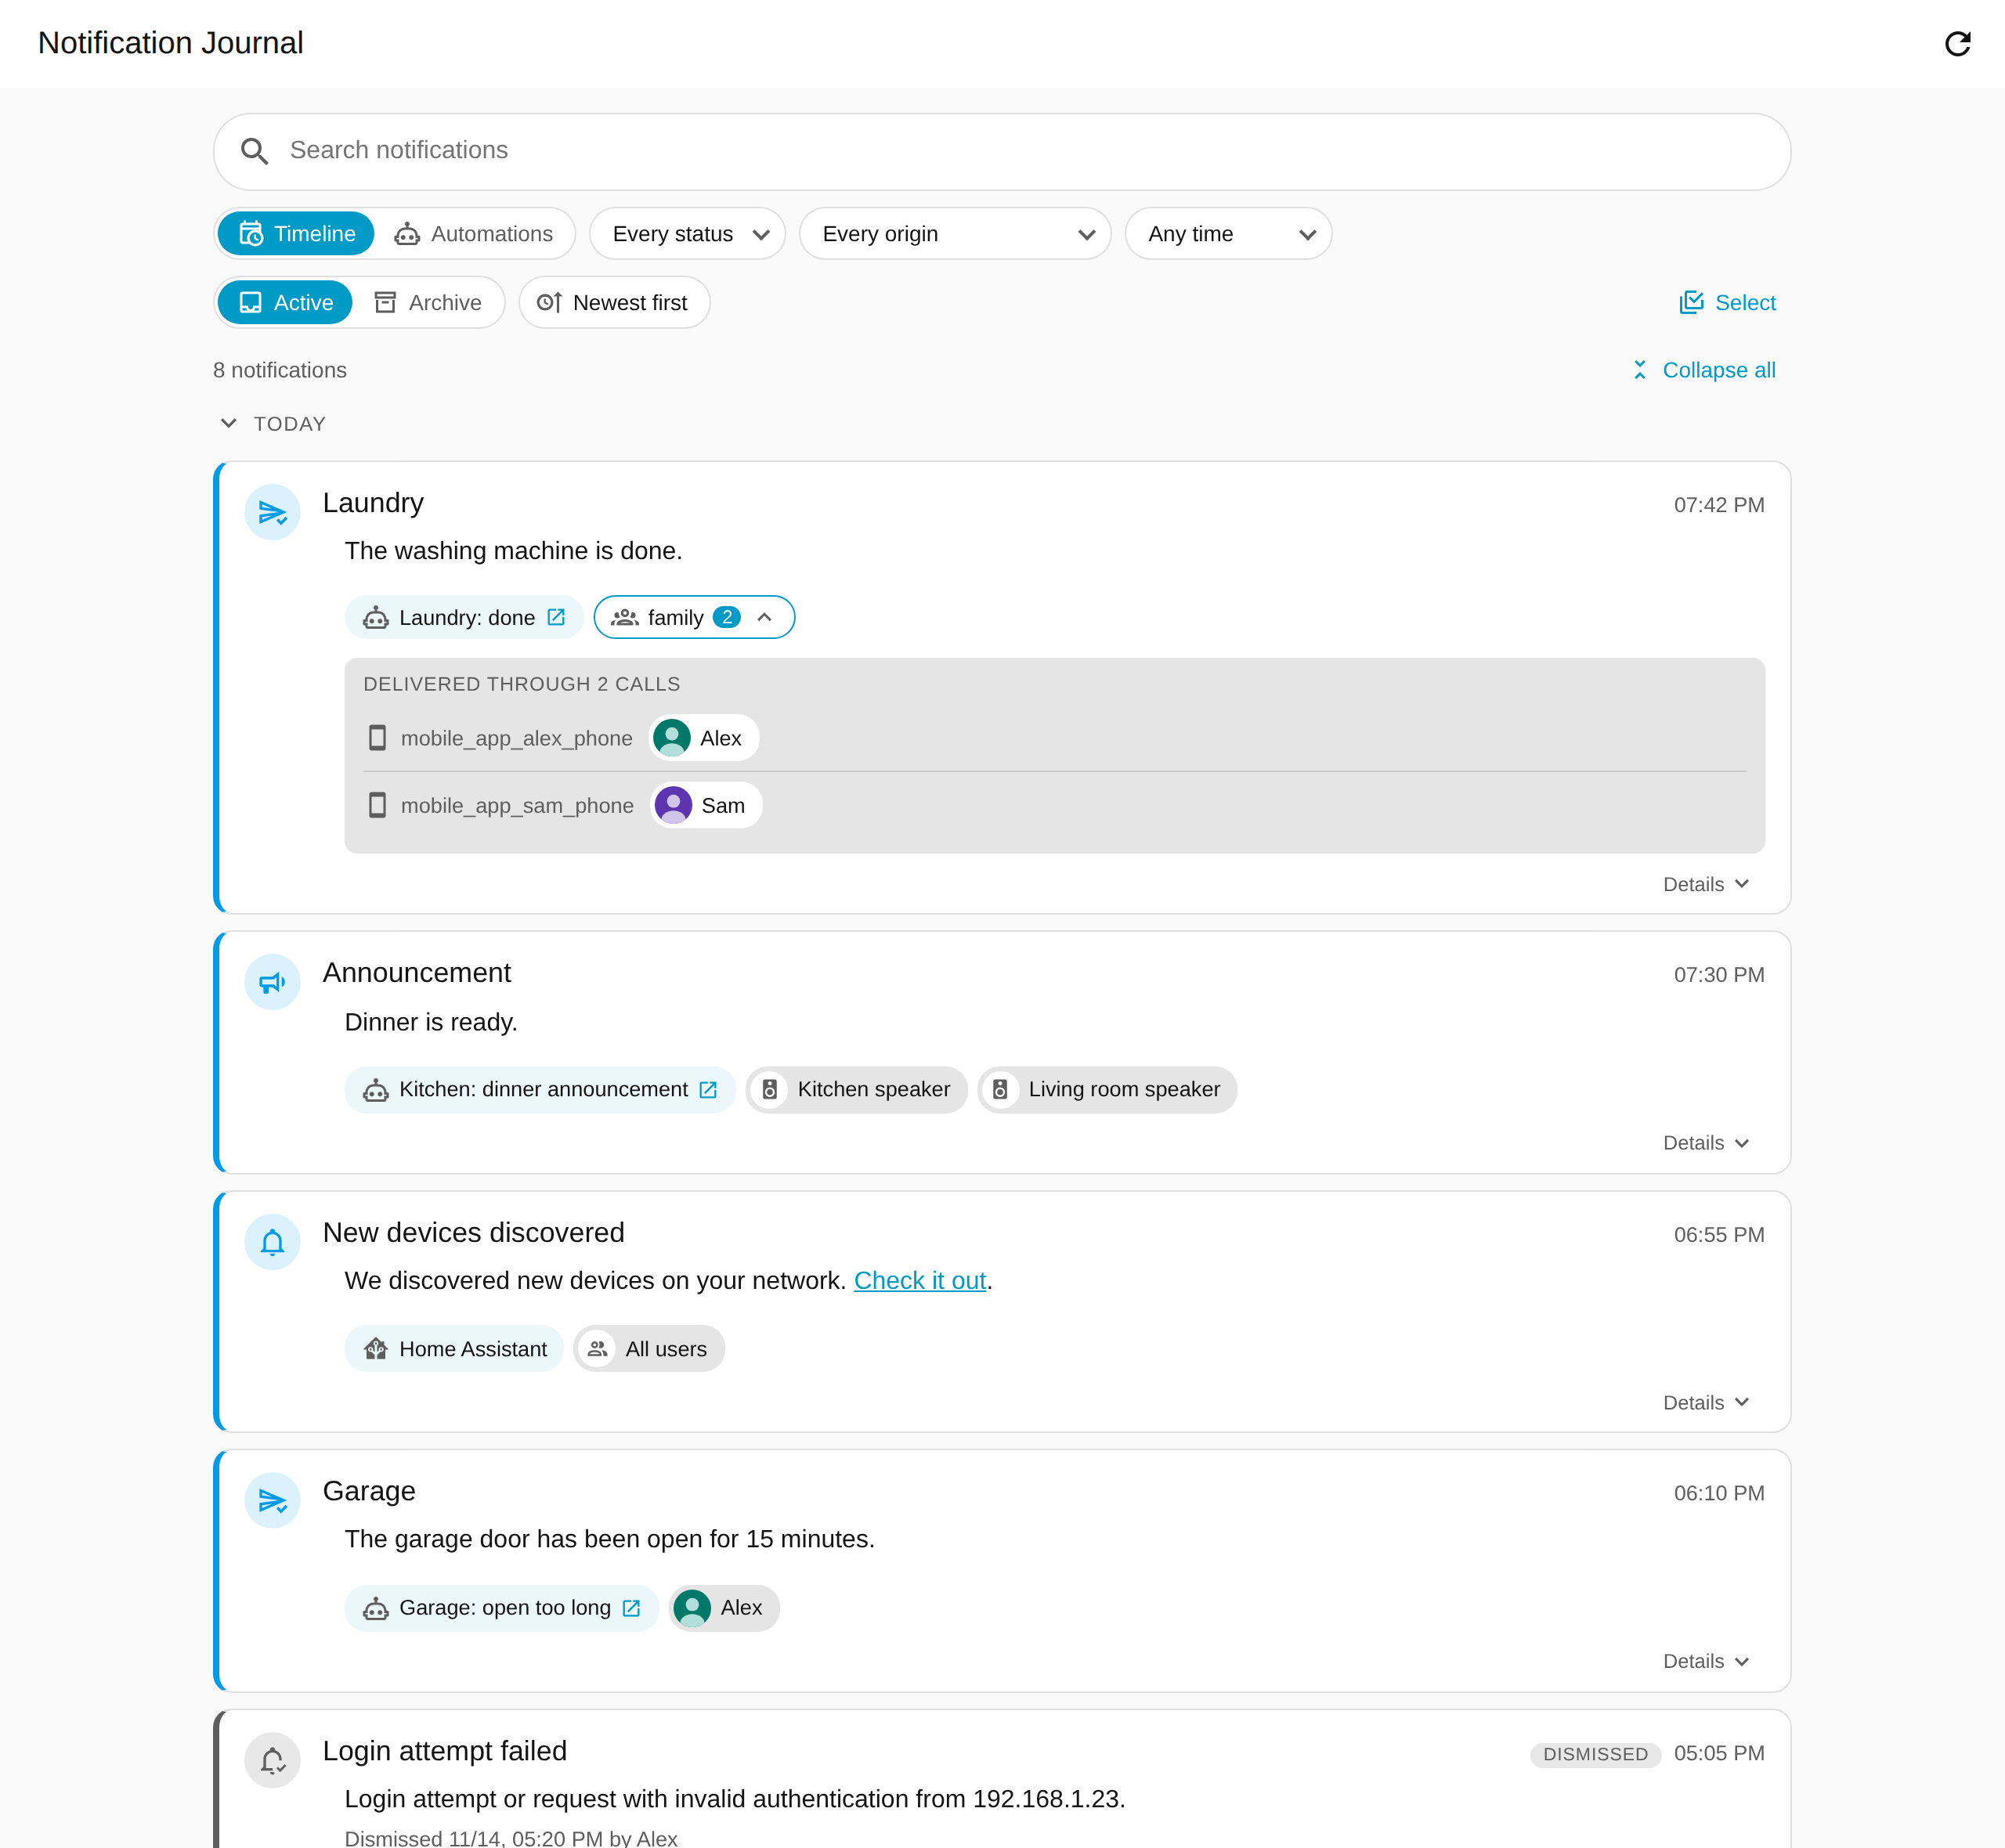 Notification Journal
Search notifications
Timeline Automations Every status Every origin Any time
Active Archive Newest first Select
8 notifications Collapse all
TODAY
Laundry 07:42 PM
The washing machine is done.
Laundry: done family 2
DELIVERED THROUGH 2 CALLS
mobile_app_alex_phone Alex
mobile_app_sam_phone Sam
Details
Announcement 07:30 PM
Dinner is ready.
Kitchen: dinner announcement Kitchen speaker Living room speaker
Details
New devices discovered 06:55 PM
We discovered new devices on your network. Check it out.
Home Assistant All users
Details
Garage 06:10 PM
The garage door has been open for 15 minutes.
Garage: open too long Alex
Details
Login attempt failed DISMISSED 05:05 PM
Login attempt or request with invalid authentication from 192.168.1.23.
Dismissed 11/14, 05:20 PM by Alex